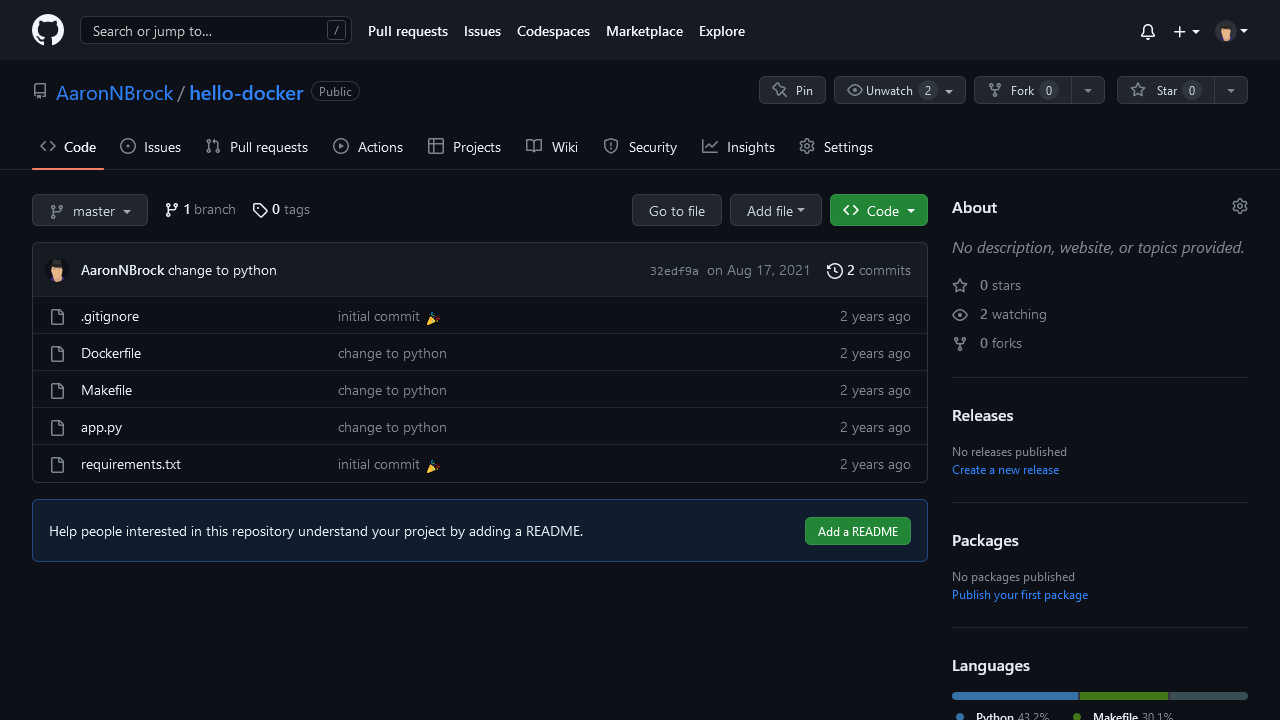 Search or jump to... /
Pull requests Issues Codespaces Marketplace Explore
AaronNBrock / hello-docker Public
Pin Unwatch 2 Fork 0 Star 0
Code Issues Pull requests Actions Projects Wiki Security Insights Settings
master 1 branch 0 tags Go to file Add file Code
AaronNBrock change to python 32edf9a on Aug 17, 2021 2 commits
.gitignore initial commit 🎉 2 years ago
Dockerfile change to python 2 years ago
Makefile change to python 2 years ago
app.py change to python 2 years ago
requirements.txt initial commit 🎉 2 years ago
Help people interested in this repository understand your project by adding a README. Add a README
About
No description, website, or topics provided.
0 stars
2 watching
0 forks
Releases
No releases published
Create a new release
Packages
No packages published
Publish your first package
Languages
Python 43.2% Makefile 30.1%